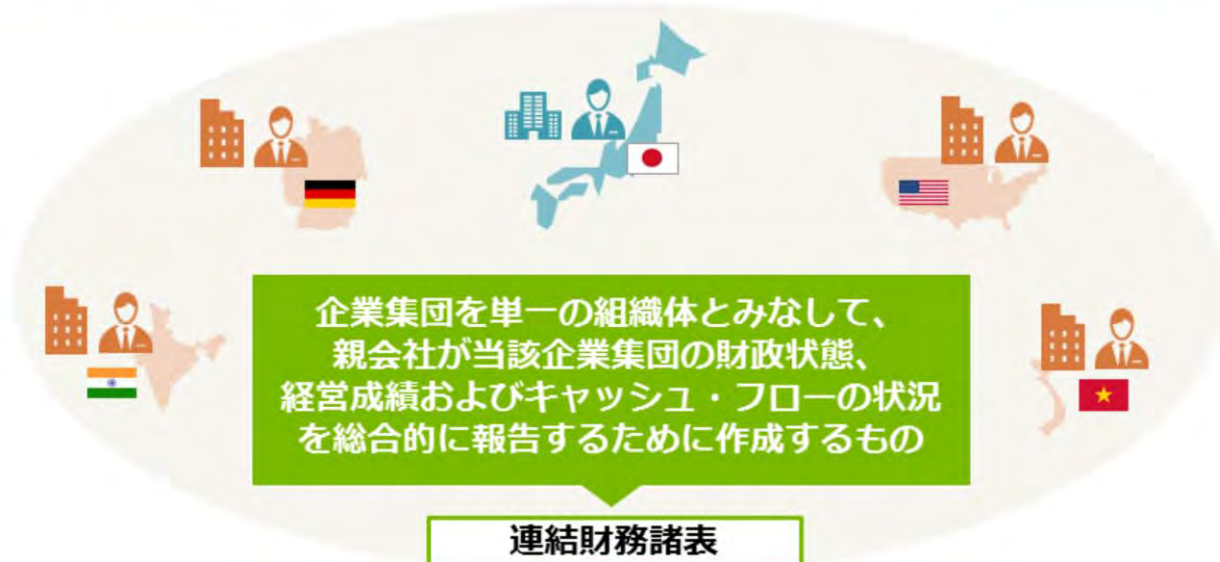 企業集団を単一の組織体とみなして、
親会社が当該企業集団の財政状態、
経営成績およびキャッシュ・フローの状況
を総合的に報告するために作成するもの
連結財務諸表